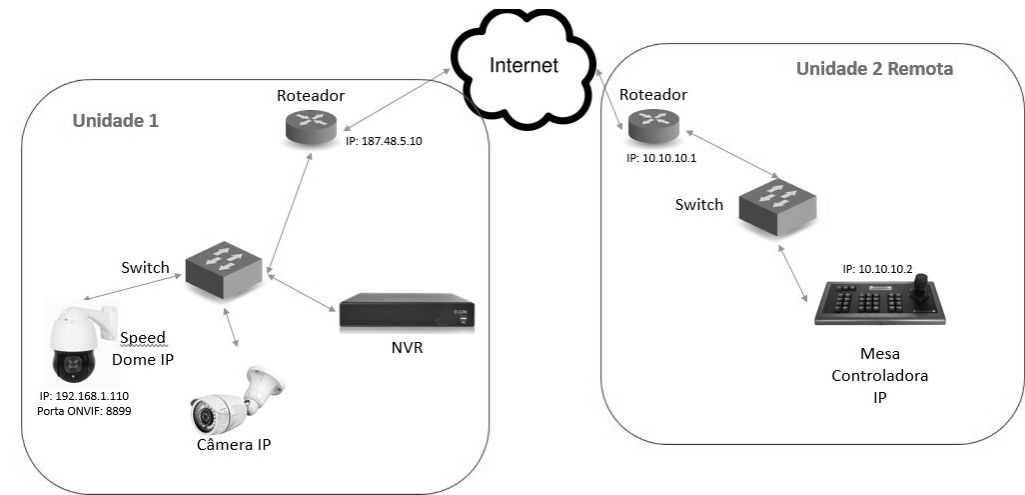 Internet
Unidade 1
Roteador
IP: 187.48.5.10
Switch
Speed
Dome IP
IP: 192.168.1.110
Porta ONVIF: 8899
Câmera IP
ELGIN
NVR
Unidade 2 Remota
Roteador
IP: 10.10.10.1
Switch
IP: 10.10.10.2
Mesa
Controladora
IP